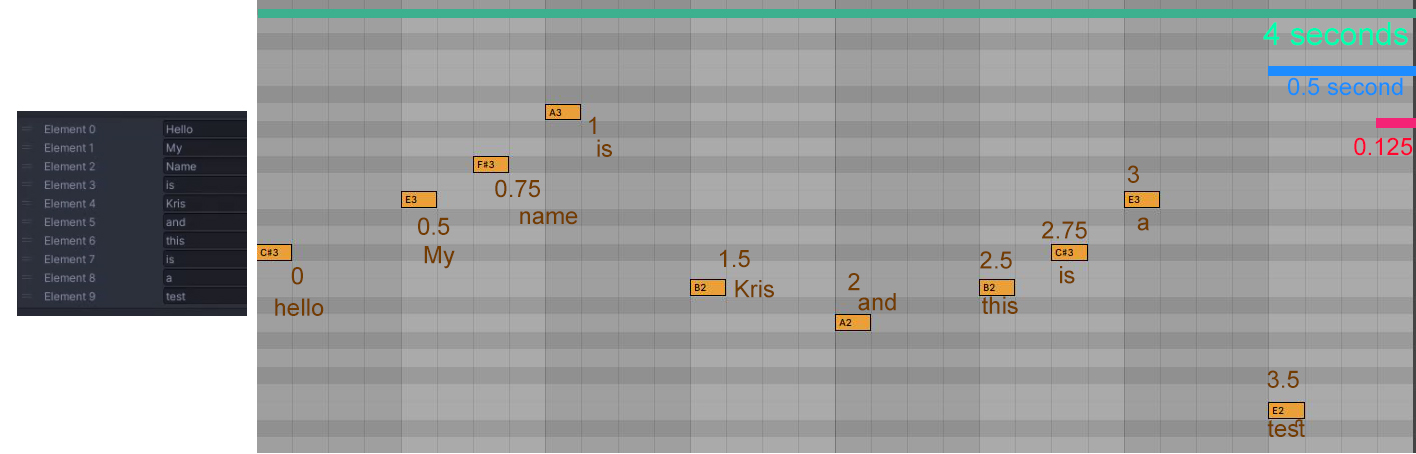 Element 0 Hello
Element 1 My
Element 2 Name
Element 3 is
Element 4 Kris
Element 5 and
Element 6 this
Element 7 is
Element 8 a
Element 9 test
4 seconds
0.5 second
0.125
C#3
0
hello
E3
0.5
My
F#3
0.75
name
A3
1
is
B2
1.5
Kris
2
and
A2
2.5
B2
this
2.75
C#3
is
3
E3
a
3.5
E2
test